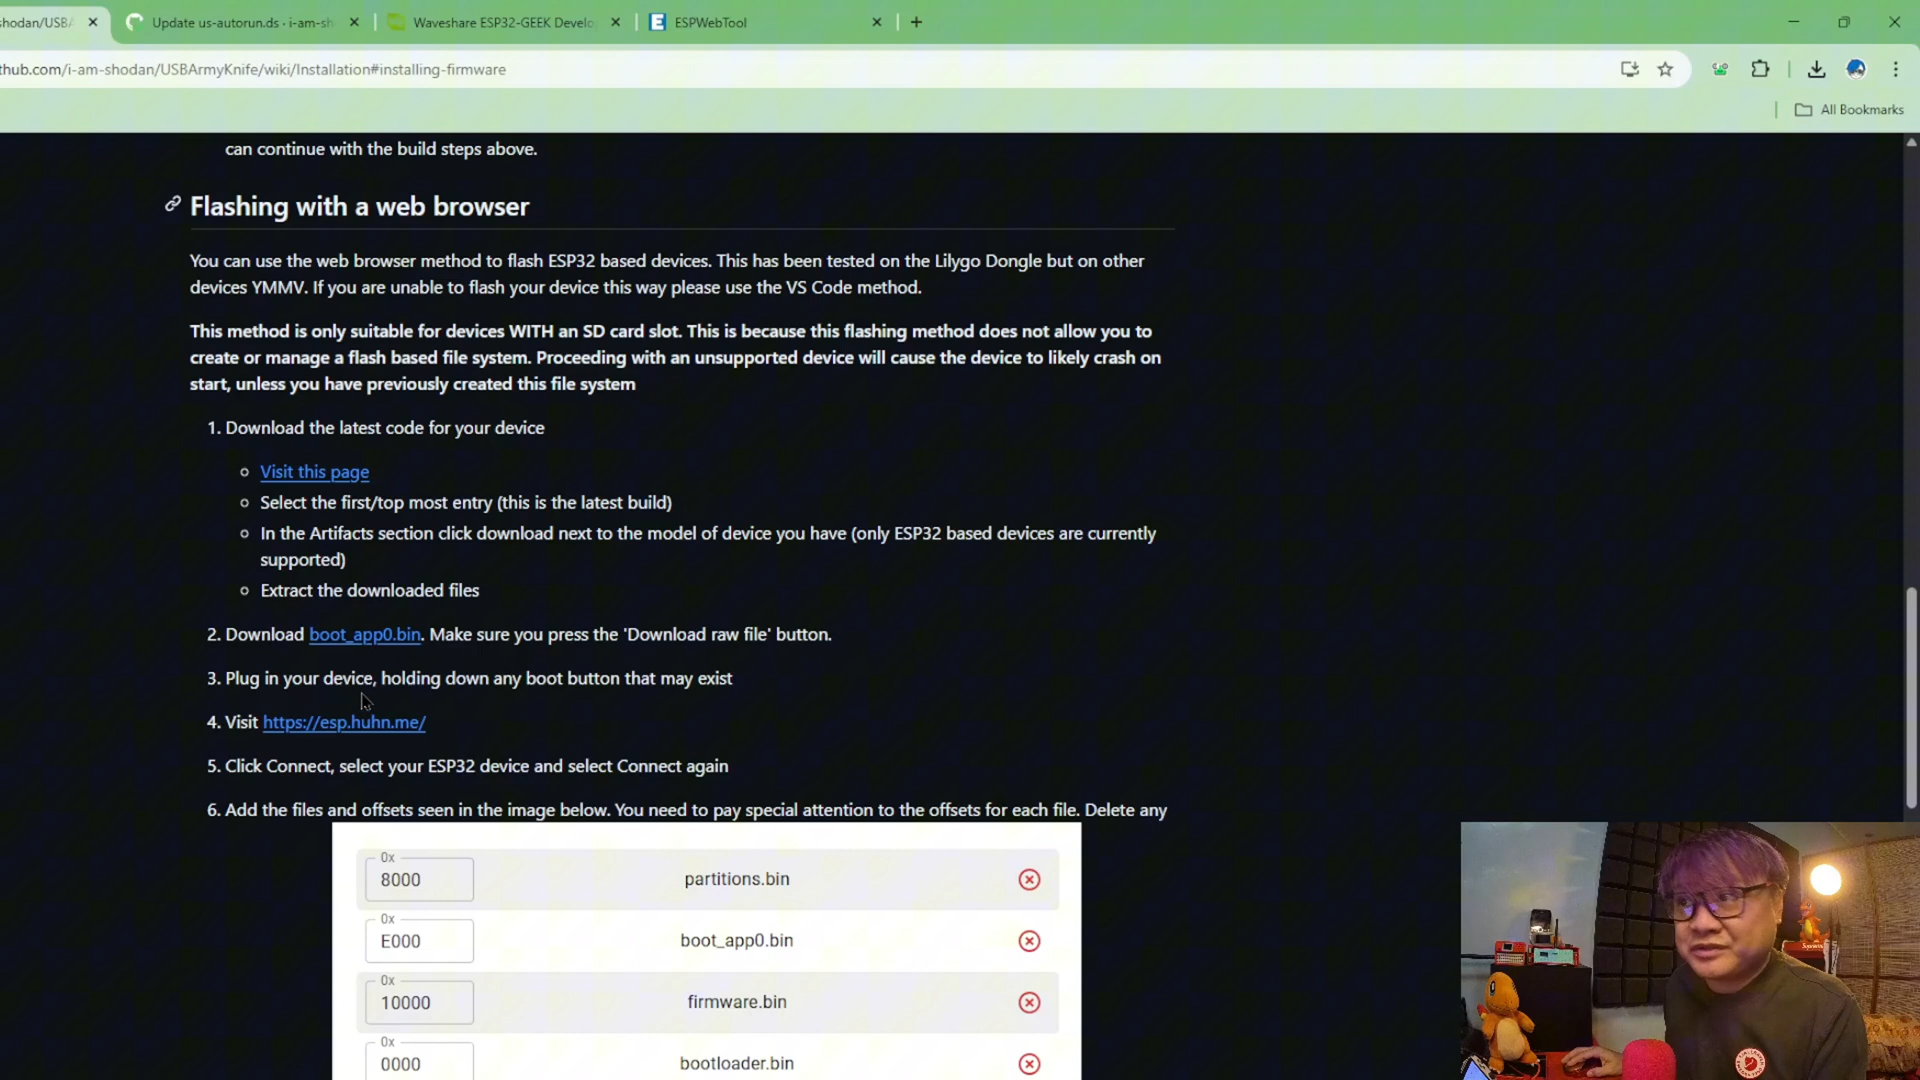 shodan/USBA
Update us-autorun.ds · i-am-sh
Waveshare ESP32-GEEK Develo
ESPWebTool
thub.com/i-am-shodan/USBArmyKnife/wiki/Installation#installing-firmware
All Bookmarks
can continue with the build steps above.
Flashing with a web browser
You can use the web browser method to flash ESP32 based devices. This has been tested on the Lilygo Dongle but on other
devices YMMV. If you are unable to flash your device this way please use the VS Code method.
This method is only suitable for devices WITH an SD card slot. This is because this flashing method does not allow you to
create or manage a flash based file system. Proceeding with an unsupported device will cause the device to likely crash on
start, unless you have previously created this file system
1. Download the latest code for your device
Visit this page
Select the first/top most entry (this is the latest build)
In the Artifacts section click download next to the model of device you have (only ESP32 based devices are currently
supported)
Extract the downloaded files
2. Download boot_app0.bin. Make sure you press the 'Download raw file' button.
3. Plug in your device, holding down any boot button that may exist
4. Visit https://esp.huhn.me/
5. Click Connect, select your ESP32 device and select Connect again
6. Add the files and offsets seen in the image below. You need to pay special attention to the offsets for each file. Delete any
0x
8000 partitions.bin
0x
E000 boot_app0.bin
0x
10000 firmware.bin
0x
0000 bootloader.bin